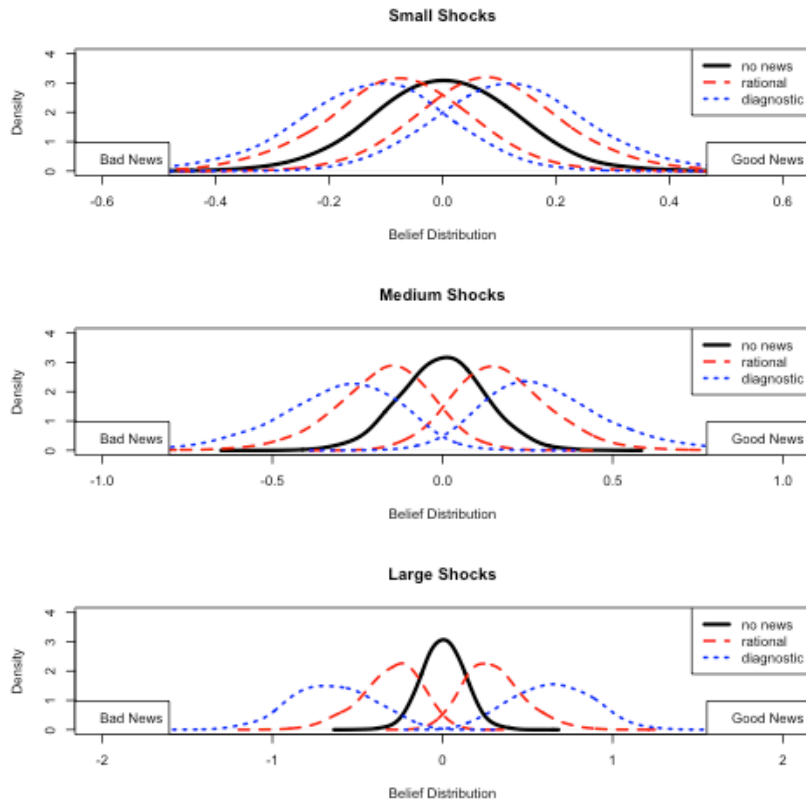 Small Shocks
4
3
2
1
0
Density
no news
rational
diagnostic
Bad News
Good News
-0.6
-0.4
-0.2
0.0
0.2
0.4
0.6
Belief Distribution
Medium Shocks
4
3
2
1
0
Density
no news
rational
diagnostic
Bad News
Good News
-1.0
-0.5
0.0
0.5
1.0
Belief Distribution
Large Shocks
4
3
2
1
0
Density
no news
rational
diagnostic
Bad News
Good News
-2
-1
0
1
2
Belief Distribution